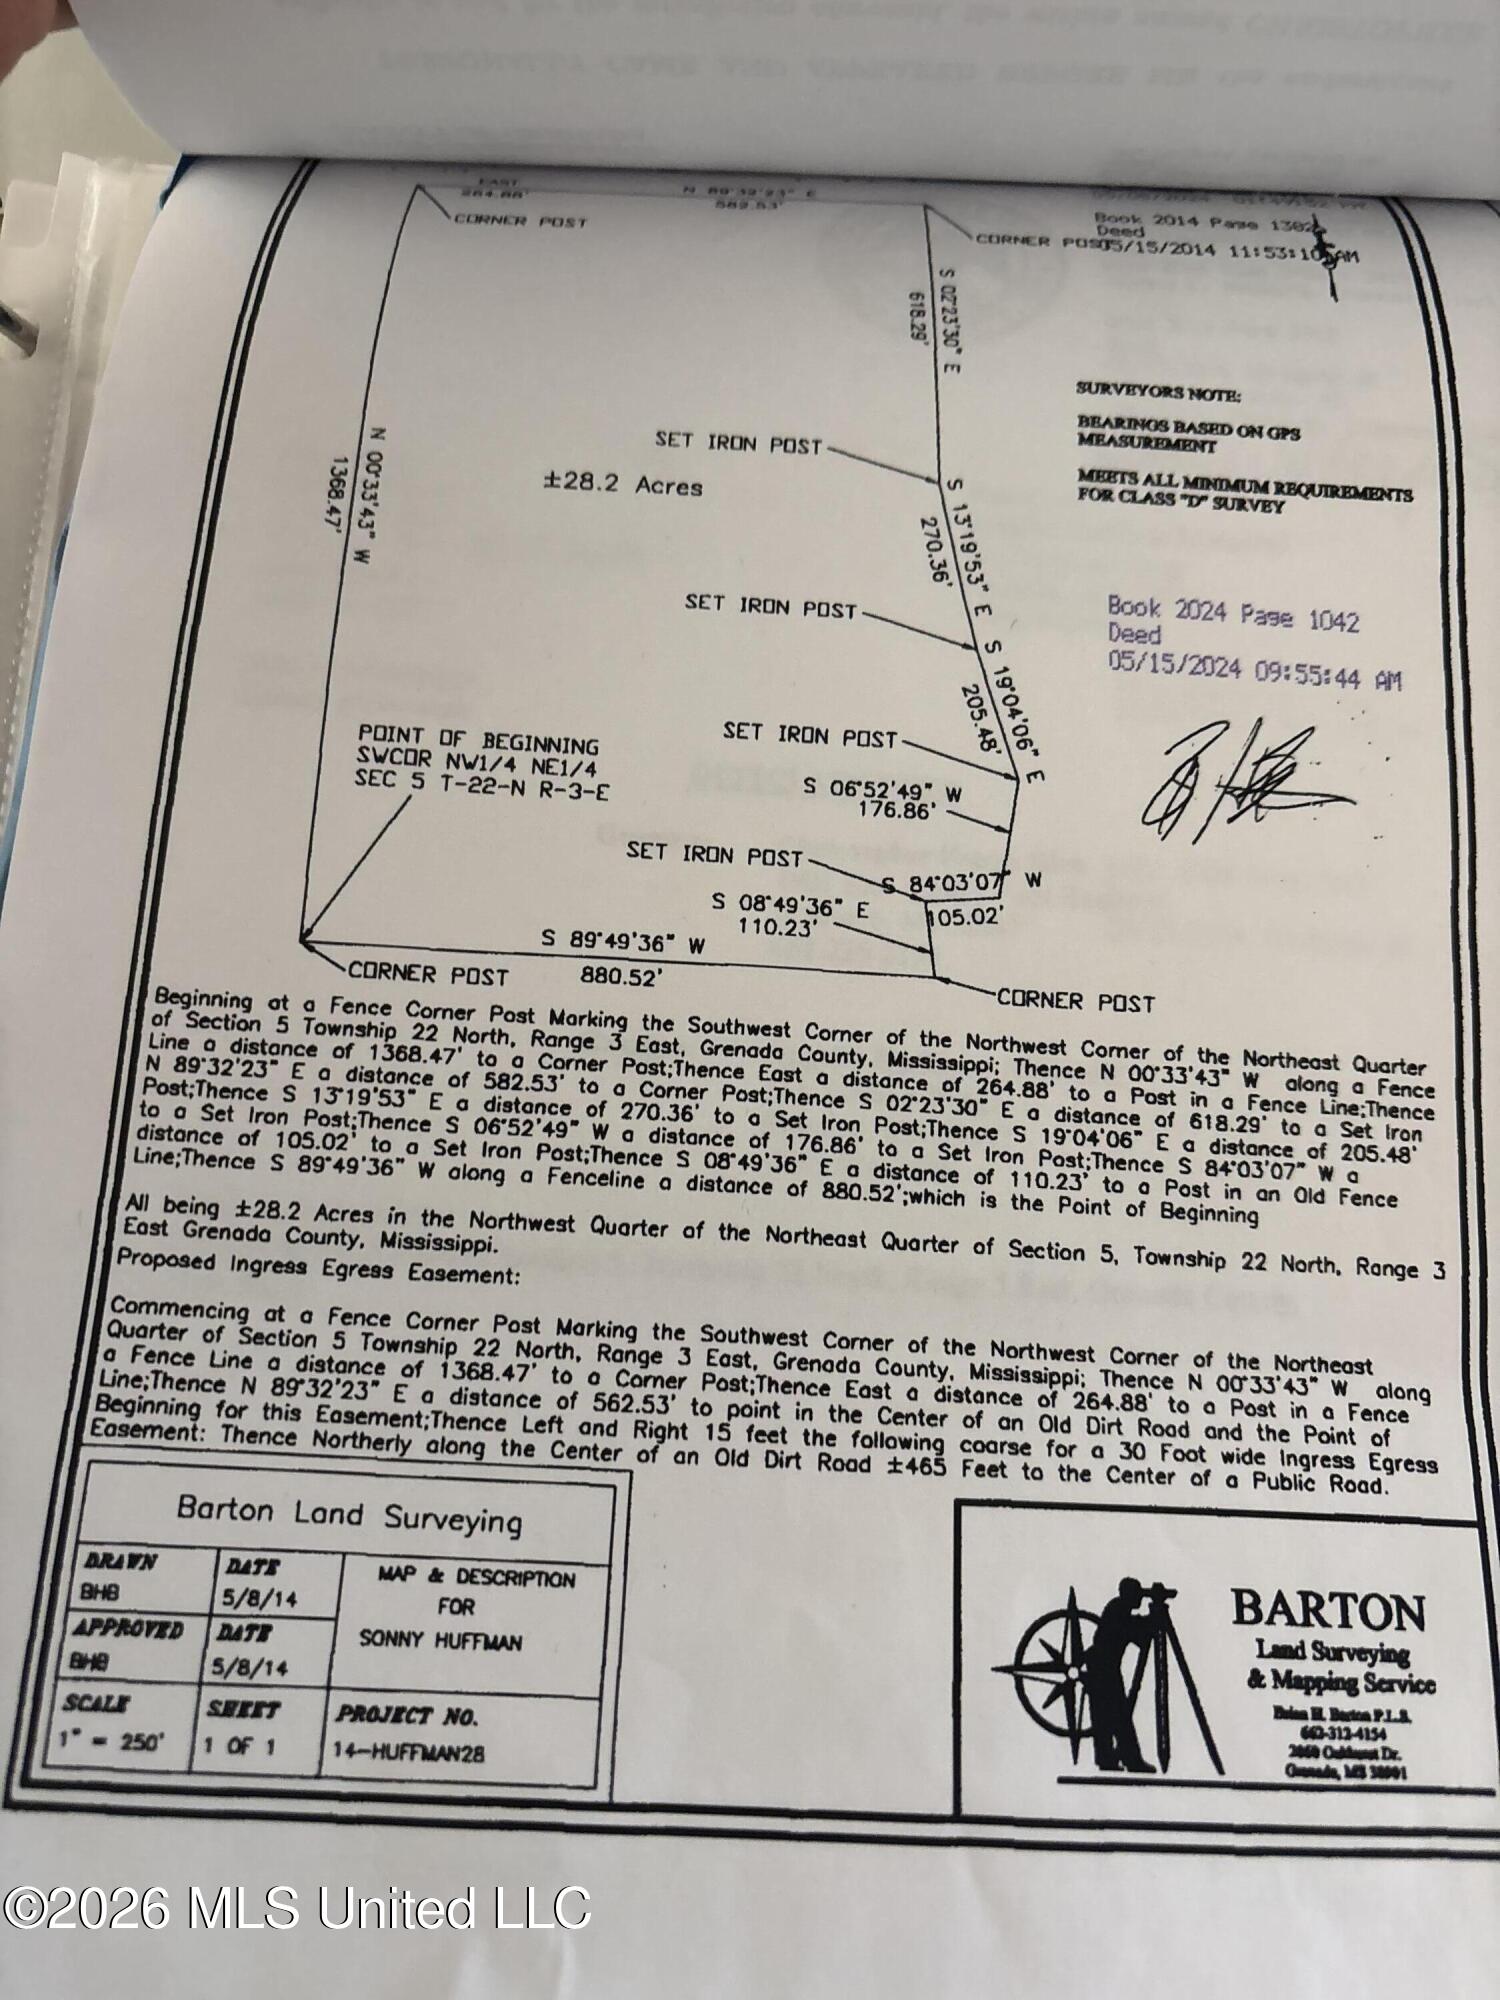 EAST
264.88'
N 89°32'23" E
582.53'
CORNER POST
CORNER POST
Book 2014 Page 1382
Deed
05/15/2014 11:53:10 AM
S 02°23'30" E
618.29'
SURVEYORS NOTE:
BEARINGS BASED ON GPS
MEASUREMENT
MEETS ALL MINIMUM REQUIREMENTS
FOR CLASS "D" SURVEY
N 00°33'43" W
1368.47'
SET IRON POST
±28.2 Acres
S 13°19'53" E
270.36'
SET IRON POST
S 19°04'06" E
205.48'
Book 2024 Page 1042
Deed
05/15/2024 09:55:44 AM
POINT OF BEGINNING
SWCOR NW1/4 NE1/4
SEC 5 T-22-N R-3-E
SET IRON POST
S 06°52'49" W
176.86'
SET IRON POST
S 84°03'07" W
105.02'
S 08°49'36" E
110.23'
S 89°49'36" W
880.52'
CORNER POST
CORNER POST
Beginning at a Fence Corner Post Marking the Southwest Corner of the Northwest Corner of the Northeast Quarter
of Section 5 Township 22 North, Range 3 East, Grenada County, Mississippi; Thence N 00°33'43" W along a Fence
Line a distance of 1368.47' to a Corner Post;Thence East a distance of 264.88' to a Post in a Fence Line;Thence
N 89°32'23" E a distance of 582.53' to a Corner Post;Thence S 02°23'30" E a distance of 618.29' to a Set Iron
Post;Thence S 13°19'53" E a distance of 270.36' to a Set Iron Post;Thence S 19°04'06" E a distance of 205.48'
to a Set Iron Post;Thence S 06°52'49" W a distance of 176.86' to a Set Iron Post;Thence S 84°03'07" W a
distance of 105.02' to a Set Iron Post;Thence S 08°49'36" E a distance of 110.23' to a Post in an Old Fence
Line;Thence S 89°49'36" W along a Fenceline a distance of 880.52';which is the Point of Beginning
All being ±28.2 Acres in the Northwest Quarter of the Northeast Quarter of Section 5, Township 22 North, Range 3
East Grenada County, Mississippi.
Proposed Ingress Egress Easement:
Commencing at a Fence Corner Post Marking the Southwest Corner of the Northwest Corner of the Northeast
Quarter of Section 5 Township 22 North, Range 3 East, Grenada County, Mississippi; Thence N 00°33'43" W along
a Fence Line a distance of 1368.47' to a Corner Post;Thence East a distance of 264.88' to a Post in a Fence
Line;Thence N 89°32'23" E a distance of 562.53' to point in the Center of an Old Dirt Road and the Point of
Beginning for this Easement;Thence Left and Right 15 feet the following coarse for a 30 Foot wide Ingress Egress
Easement: Thence Northerly along the Center of an Old Dirt Road ±465 Feet to the Center of a Public Road.
Barton Land Surveying
DRAWN
BHB
DATE
5/8/14
MAP & DESCRIPTION
FOR
SONNY HUFFMAN
APPROVED
BHB
DATE
5/8/14
SCALE
1" = 250'
SHEET
1 OF 1
PROJECT NO.
14-HUFFMAN28
BARTON
Land Surveying
& Mapping Service
Brian H. Barton P.L.S.
662-312-4154
2060 Oakhurst Dr.
Grenada, MS 38901
©2026 MLS United LLC